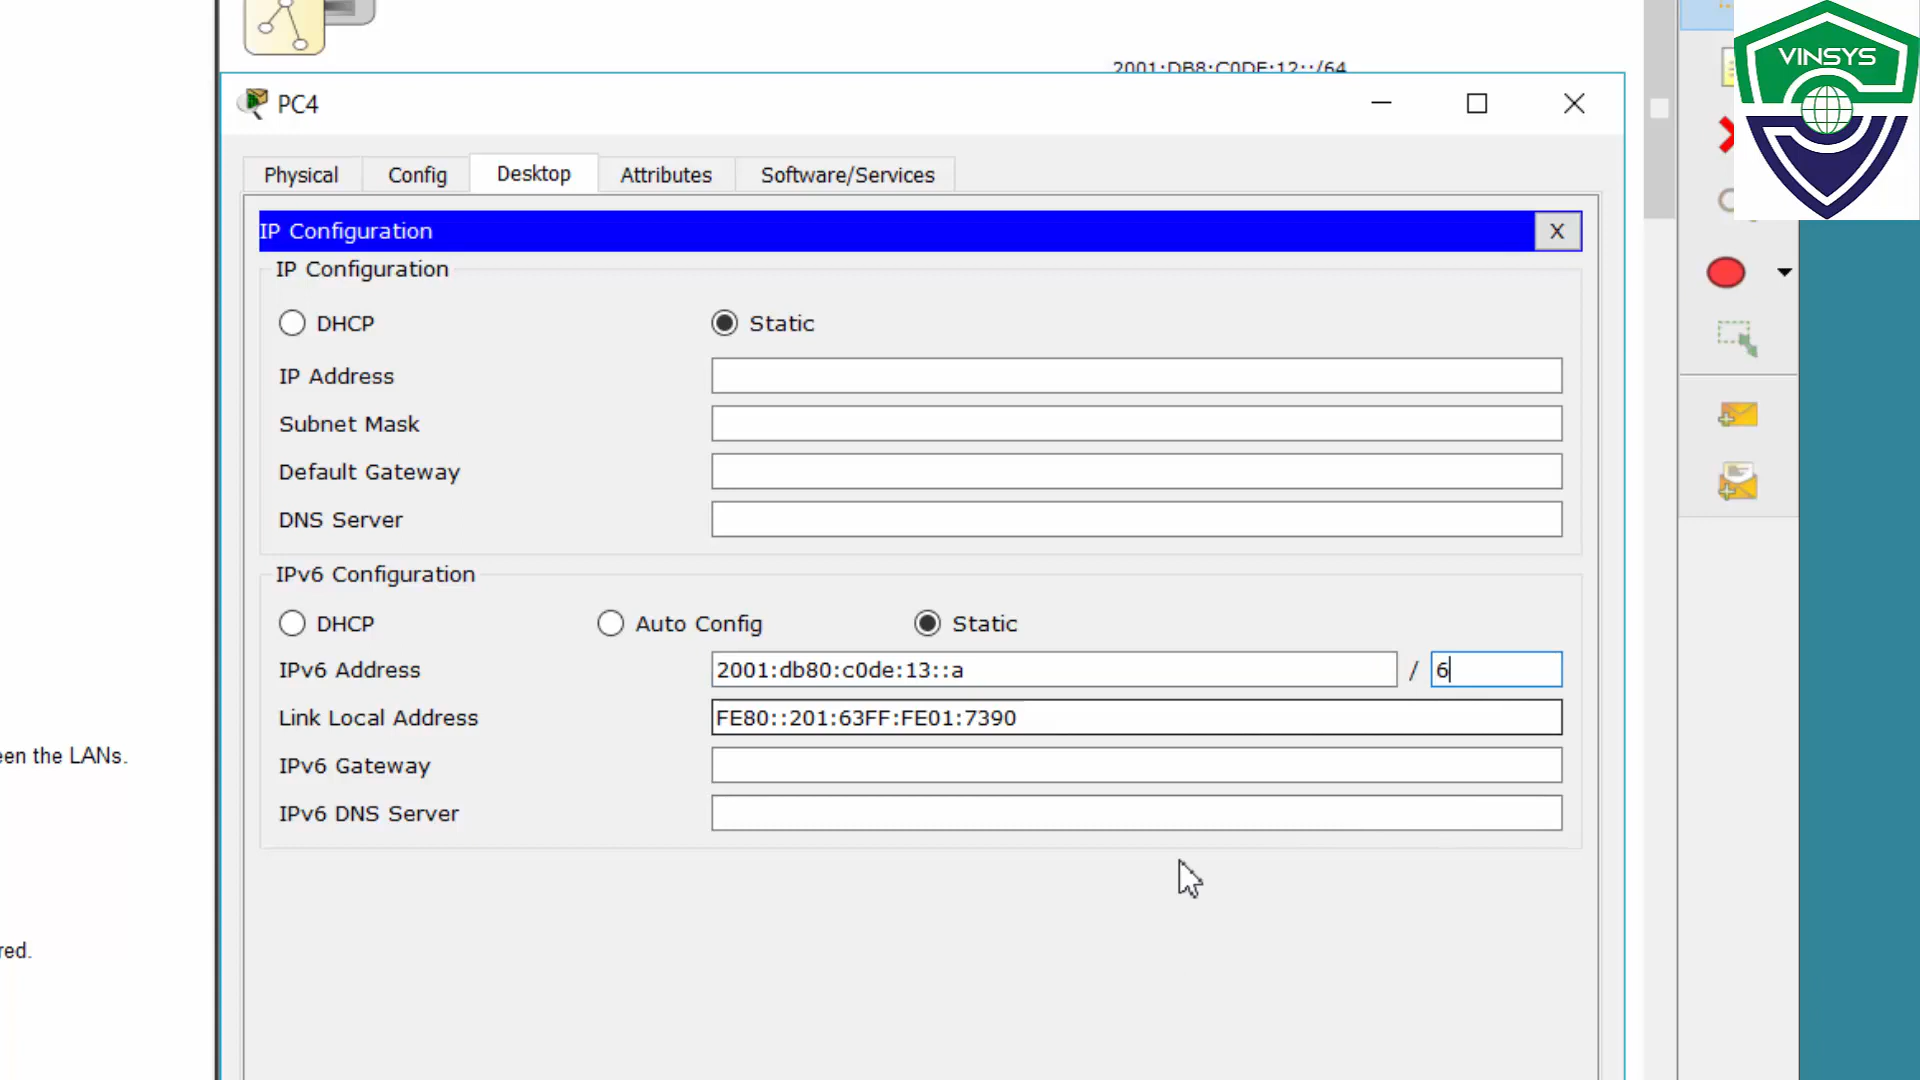 2001:DB8:C0DE:12::/64
VINSYS
PC4
Physical Config Desktop Attributes Software/Services
IP Configuration X
IP Configuration
DHCP Static
IP Address
Subnet Mask
Default Gateway
DNS Server
IPv6 Configuration
DHCP Auto Config Static
IPv6 Address 2001:db80:c0de:13::a / 6
Link Local Address FE80::201:63FF:FE01:7390
een the LANs.
IPv6 Gateway
IPv6 DNS Server
red.